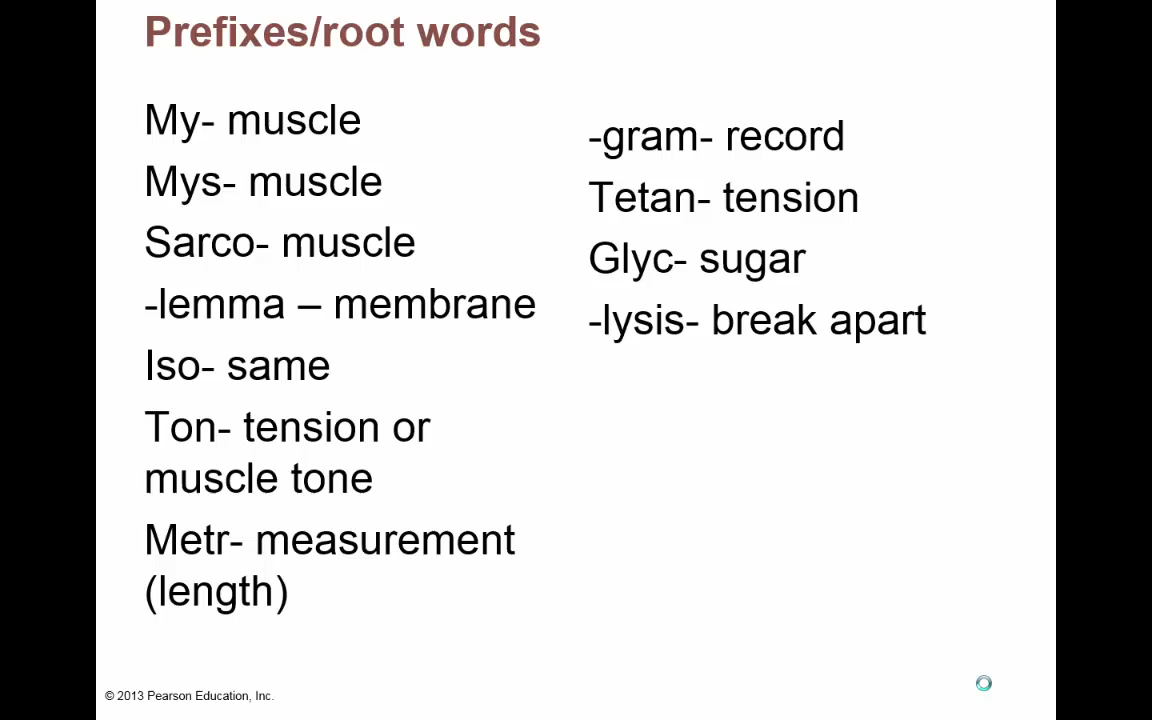 Prefixes/root words
My- muscle
Mys- muscle
Sarco- muscle
-lemma – membrane
Iso- same
Ton- tension or
muscle tone
Metr- measurement
(length)
-gram- record
Tetan- tension
Glyc- sugar
-lysis- break apart
© 2013 Pearson Education, Inc.